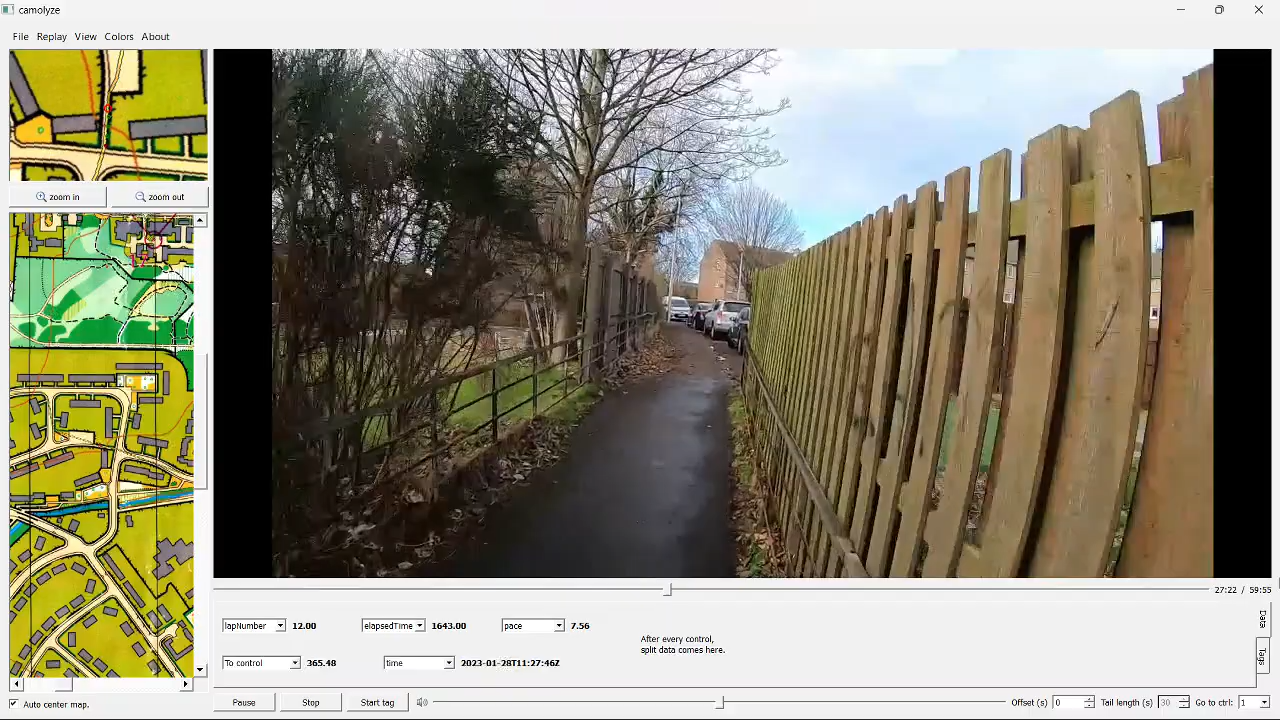 camolyze
File Replay View Colors About
zoom in zoom out
27:22 / 59:55
lapNumber 12.00 elapsedTime 1643.00 pace 7.56
After every control,
split data comes here.
To control 365.48 time 2023-01-28T11:27:46Z
Data
Tags
Auto center map.
Pause Stop Start tag Offset (s) 0 Tail length (s) 30 Go to ctrl: 1